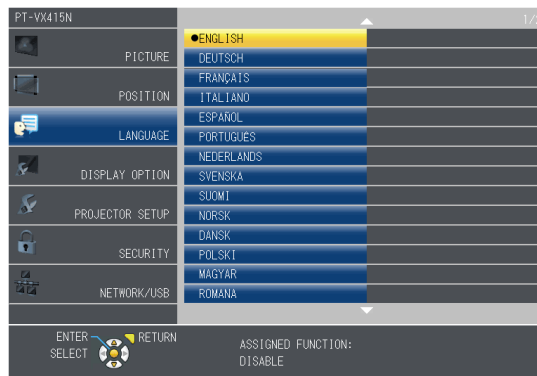 PT-VX415N
1/2
PICTURE
POSITION
LANGUAGE
DISPLAY OPTION
PROJECTOR SETUP
SECURITY
NETWORK/USB
●ENGLISH
DEUTSCH
FRANÇAIS
ITALIANO
ESPAÑOL
PORTUGUÊS
NEDERLANDS
SVENSKA
SUOMI
NORSK
DANSK
POLSKI
MAGYAR
ROMANA
ENTER
RETURN
SELECT
ASSIGNED FUNCTION:
DISABLE